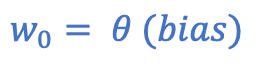 w₀ = θ (bias)